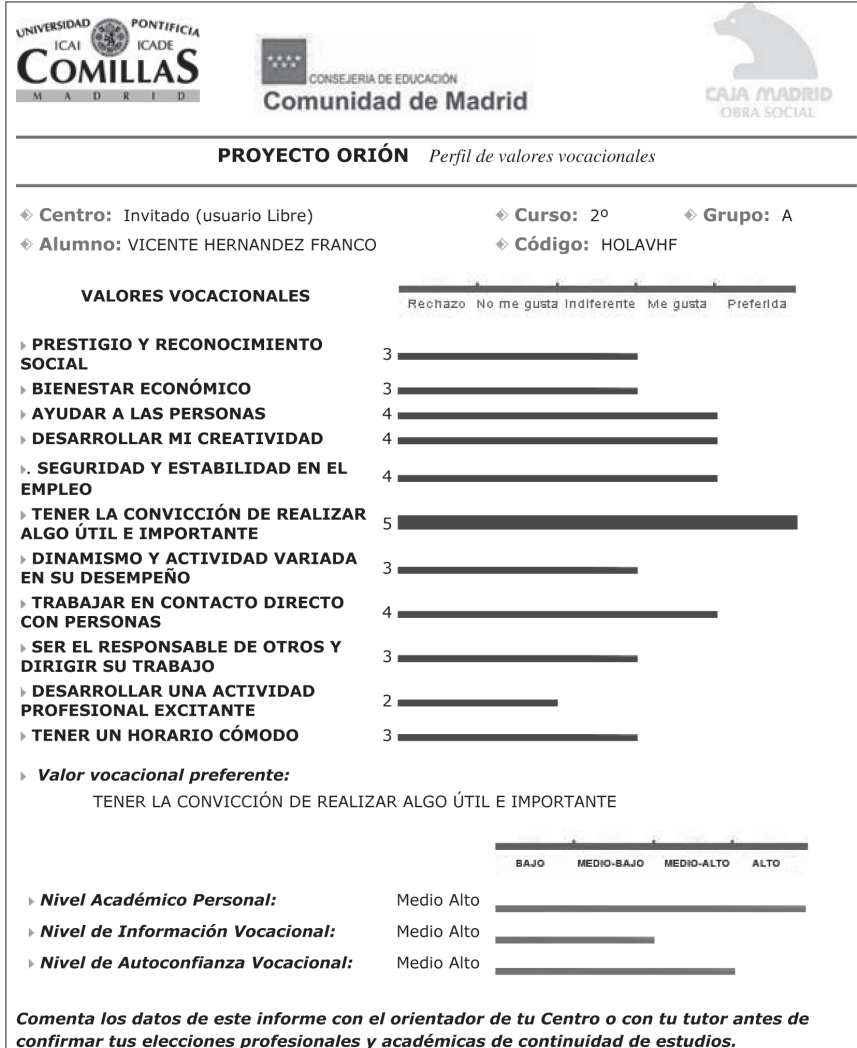 UNIVERSIDAD PONTIFICIA
ICAI ICADE
COMILLAS
M A D R I D
CONSEJERIA DE EDUCACIÓN
Comunidad de Madrid
CAJA MADRID
OBRA SOCIAL
PROYECTO ORIÓN Perfil de valores vocacionales
Centro: Invitado (usuario Libre) Curso: 2º Grupo: A
Alumno: VICENTE HERNANDEZ FRANCO Código: HOLAVHF
VALORES VOCACIONALES
Rechazo No me gusta Indiferente Me gusta Preferida
PRESTIGIO Y RECONOCIMIENTO
SOCIAL 3
BIENESTAR ECONÓMICO 3
AYUDAR A LAS PERSONAS 4
DESARROLLAR MI CREATIVIDAD 4
. SEGURIDAD Y ESTABILIDAD EN EL
EMPLEO 4
TENER LA CONVICCIÓN DE REALIZAR
ALGO ÚTIL E IMPORTANTE 5
DINAMISMO Y ACTIVIDAD VARIADA
EN SU DESEMPEÑO 3
TRABAJAR EN CONTACTO DIRECTO
CON PERSONAS 4
SER EL RESPONSABLE DE OTROS Y
DIRIGIR SU TRABAJO 3
DESARROLLAR UNA ACTIVIDAD
PROFESIONAL EXCITANTE 2
TENER UN HORARIO CÓMODO 3
Valor vocacional preferente:
TENER LA CONVICCIÓN DE REALIZAR ALGO ÚTIL E IMPORTANTE
BAJO MEDIO-BAJO MEDIO-ALTO ALTO
Nivel Académico Personal: Medio Alto
Nivel de Información Vocacional: Medio Alto
Nivel de Autoconfianza Vocacional: Medio Alto
Comenta los datos de este informe con el orientador de tu Centro o con tu tutor antes de
confirmar tus elecciones profesionales y académicas de continuidad de estudios.